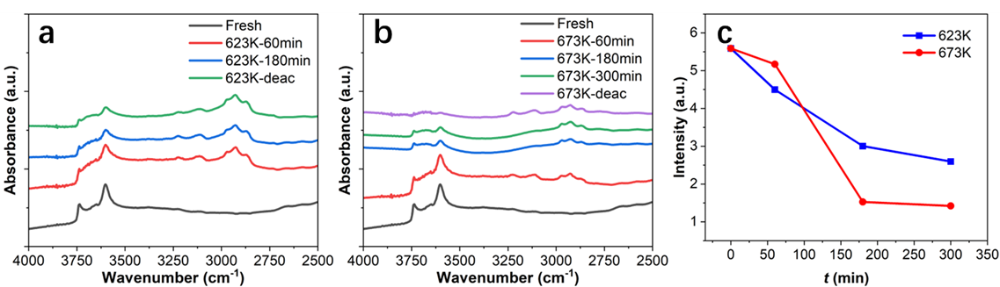 a
Fresh
623K-60min
623K-180min
623K-deac
Absorbance (a.u.)
4000 3750 3500 3250 3000 2750 2500
Wavenumber (cm-1)
b
Fresh
673K-60min
673K-180min
673K-300min
673K-deac
Absorbance (a.u.)
4000 3750 3500 3250 3000 2750 2500
Wavenumber (cm-1)
c
623K
673K
Intensity (a.u.)
6
5
4
3
2
1
0 50 100 150 200 250 300 350
t (min)